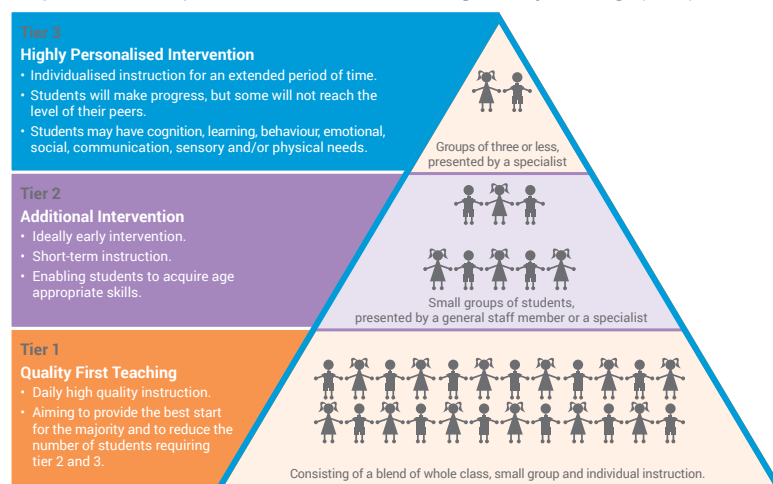 Tier 3
Highly Personalised Intervention
• Individualised instruction for an extended period of time.
• Students will make progress, but some will not reach the
level of their peers.
• Students may have cognition, learning, behaviour, emotional,
social, communication, sensory and/or physical needs.
Groups of three or less,
presented by a specialist
Tier 2
Additional Intervention
• Ideally early intervention.
• Short-term instruction.
• Enabling students to acquire age
appropriate skills.
Small groups of students,
presented by a general staff member or a specialist
Tier 1
Quality First Teaching
• Daily high quality instruction.
• Aiming to provide the best start
for the majority and to reduce the
number of students requiring
tier 2 and 3.
Consisting of a blend of whole class, small group and individual instruction.